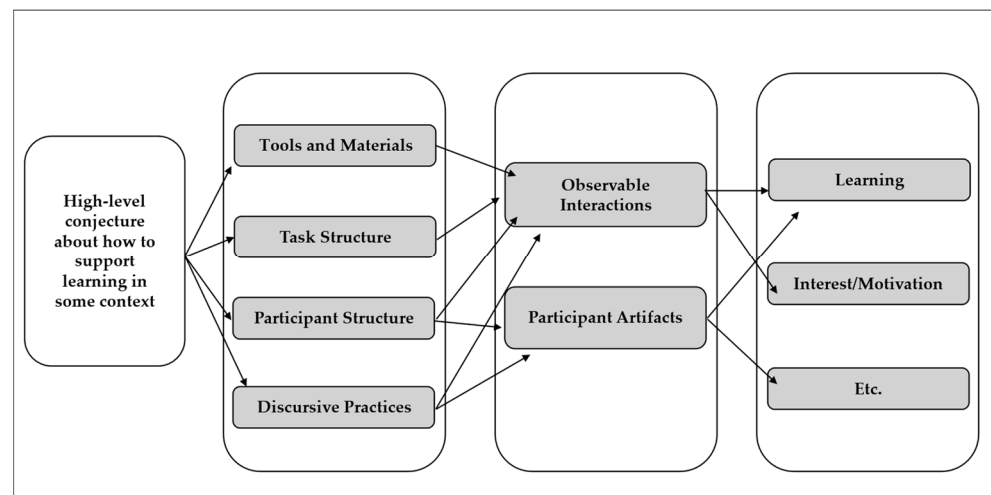 High-level
conjecture
about how to
support
learning in
some context
Tools and Materials
Task Structure
Participant Structure
Discursive Practices
Observable
Interactions
Participant Artifacts
Learning
Interest/Motivation
Etc.